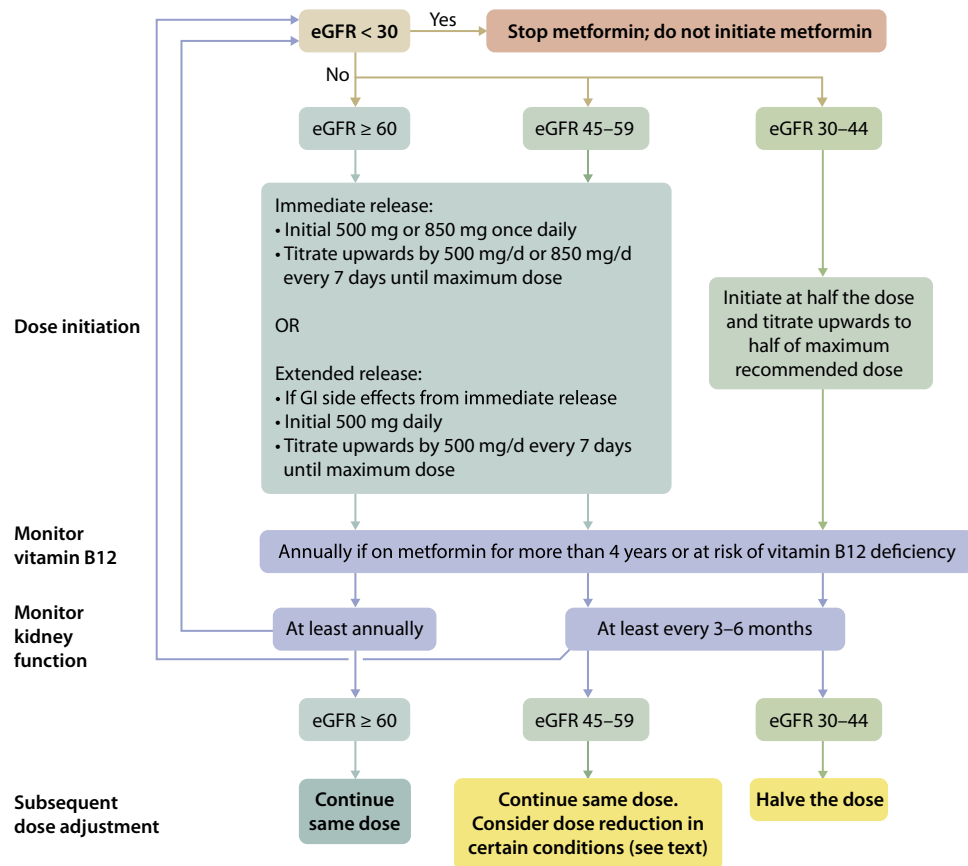 eGFR < 30
Yes
Stop metformin; do not initiate metformin
No
eGFR ≥ 60
eGFR 45–59
eGFR 30–44
Dose initiation
Immediate release:
• Initial 500 mg or 850 mg once daily
• Titrate upwards by 500 mg/d or 850 mg/d
every 7 days until maximum dose
OR
Extended release:
• If GI side effects from immediate release
• Initial 500 mg daily
• Titrate upwards by 500 mg/d every 7 days
until maximum dose
Initiate at half the dose
and titrate upwards to
half of maximum
recommended dose
Monitor
vitamin B12
Annually if on metformin for more than 4 years or at risk of vitamin B12 deficiency
Monitor
kidney
function
At least annually
At least every 3–6 months
eGFR ≥ 60
eGFR 45–59
eGFR 30–44
Subsequent
dose adjustment
Continue
same dose
Continue same dose.
Consider dose reduction in
certain conditions (see text)
Halve the dose